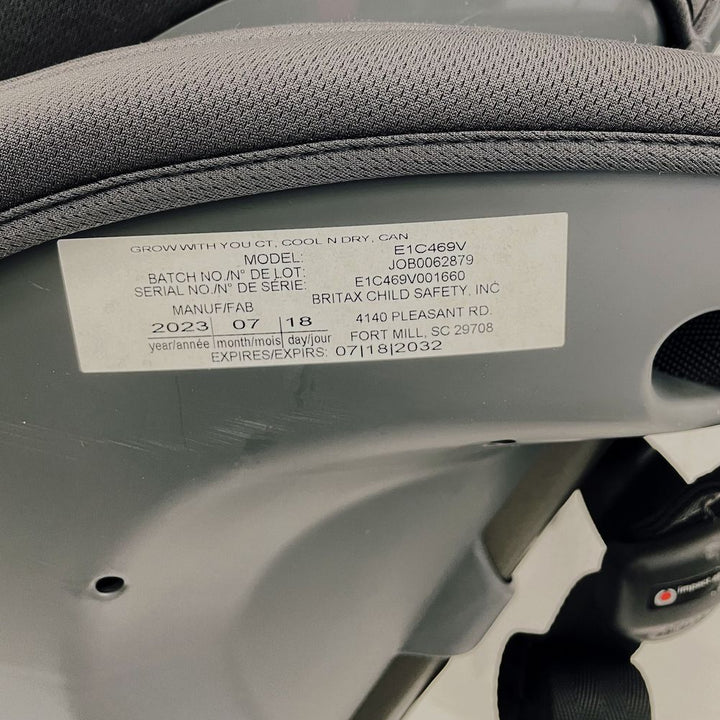 GROW WITH YOU CT, COOL N DRY, CAN
MODEL: E1C469V
BATCH NO./N° DE LOT: JOB0062879
SERIAL NO./N° DE SÉRIE: E1C469V001660
MANUF/FAB BRITAX CHILD SAFETY, INC
2023 07 18 4140 PLEASANT RD.
year/année month/mois day/jour FORT MILL, SC 29708
EXPIRES/EXPIRS: 07|18|2032
impact